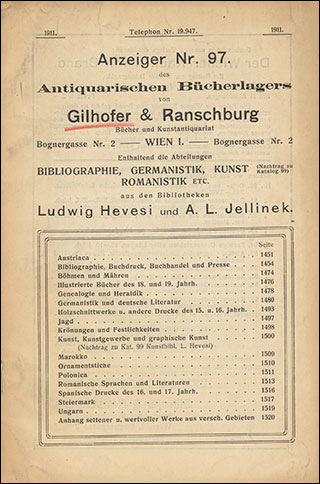 1911. Telephon Nr. 19.947. 1911.
Anzeiger Nr. 97.
des
Antiquarischen Bücherlagers
von
Gilhofer & Ranschburg
Bücher und Kunstantiquariat
Bognergasse Nr. 2 — WIEN I. — Bognergasse Nr. 2
Enthaltend die Abteilungen
BIBLIOGRAPHIE, GERMANISTIK, KUNST (Nachtrag zu Katalog 99)
ROMANISTIK ETC.
aus den Bibliotheken
Ludwig Hevesi und A. L. Jellinek.
Seite
Austriaca . . . 1451
Bibliographie, Buchdruck, Buchhandel und Presse . . . 1454
Böhmen und Mähren . . . 1474
Illustrierte Bücher des 18. und 19. Jahrh. . . . 1476
Genealogie und Heraldik . . . 1478
Germanistik und deutsche Literatur . . . 1480
Holzschnittwerke u. andere Drucke des 15. u. 16. Jahrh. . . . 1493
Jagd . . . 1497
Krönungen und Festlichkeiten . . . 1498
Kunst, Kunstgewerbe und graphische Kunst . . . 1500
(Nachtrag zu Kat. 99 Kunstbibl. L. Hevesi)
Marokko . . . 1509
Ornamentstiche . . . 1510
Polonica . . . 1511
Romanische Sprachen und Literaturen . . . 1513
Spanische Drucke des 16. und 17. Jahrh. . . . 1516
Steiermark . . . 1517
Ungarn . . . 1519
Anhang seltener u. wertvoller Werke aus versch. Gebieten 1520